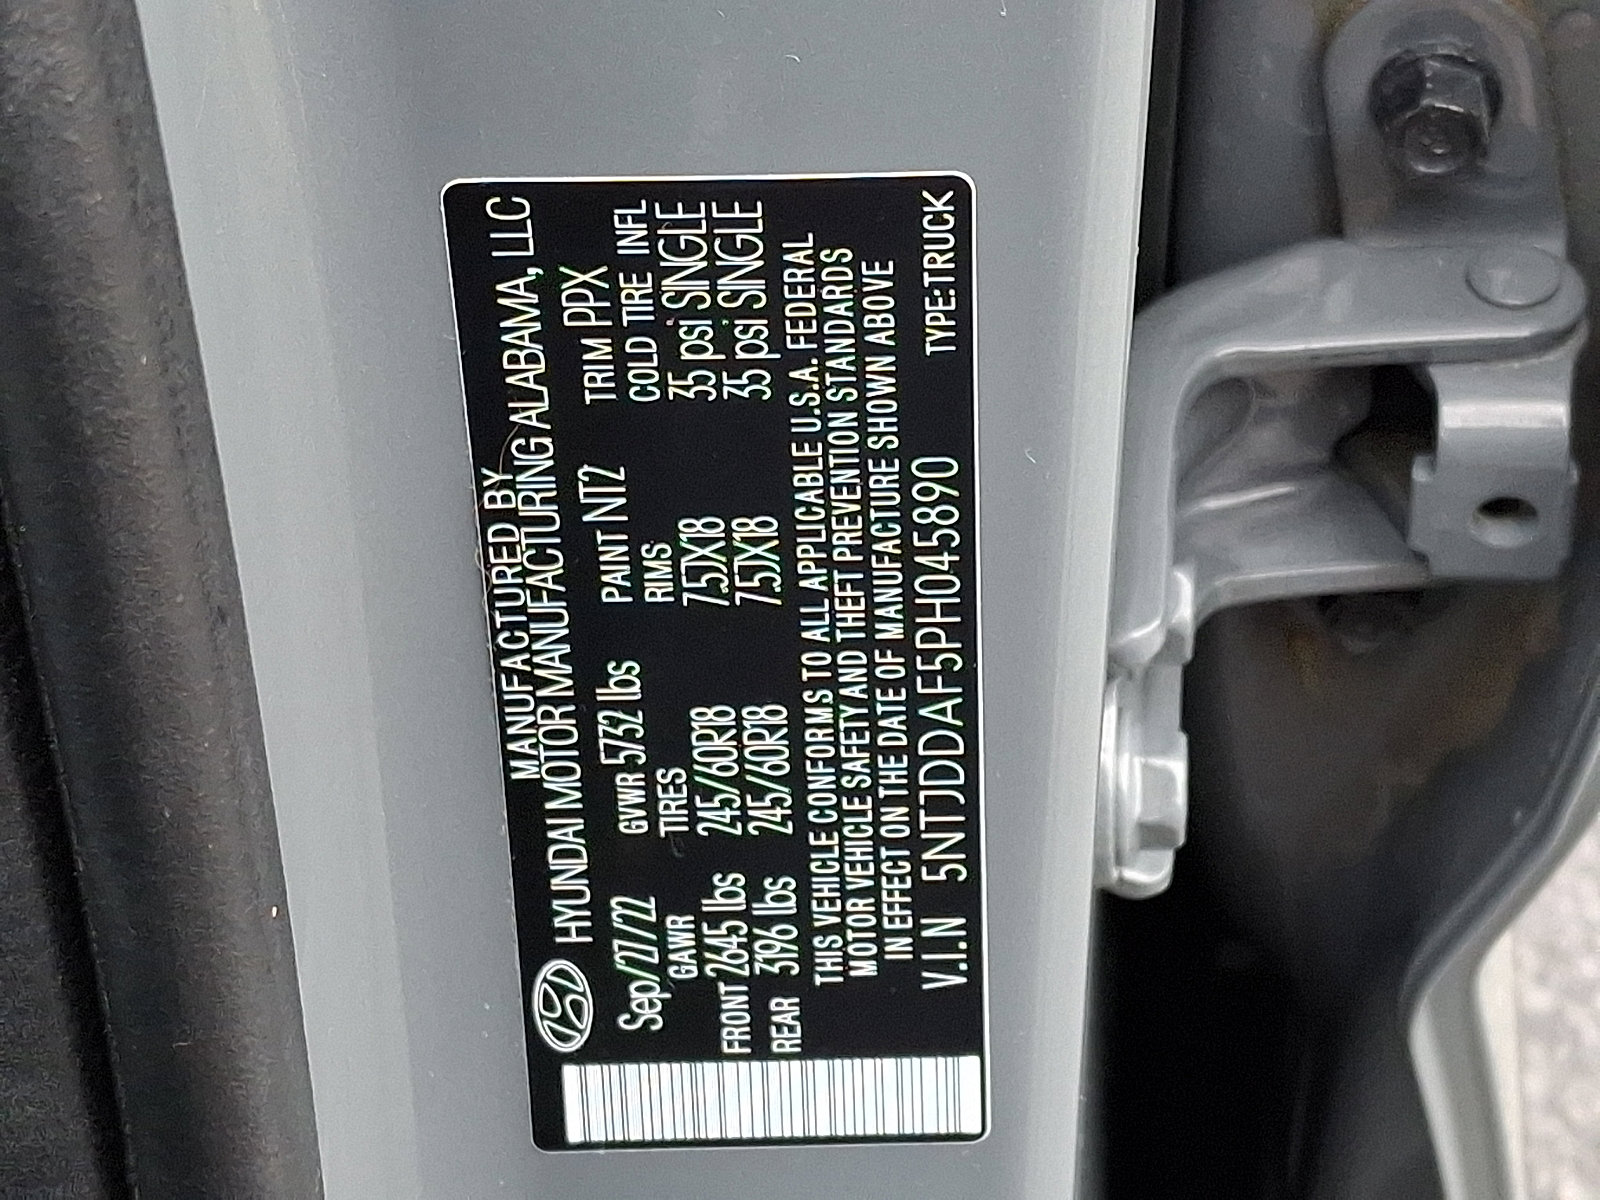 MANUFACTURED BY
HYUNDAI MOTOR MANUFACTURING ALABAMA, LLC
Sep/27/22 GVWR 5732 lbs PAINT NT2 TRIM PPX
GAWR TIRES RIMS COLD TIRE INFL
FRONT 2645 lbs 245/60R18 7.5JX18 35 psi SINGLE
REAR 3196 lbs 245/60R18 7.5JX18 35 psi SINGLE
THIS VEHICLE CONFORMS TO ALL APPLICABLE U.S.A. FEDERAL
MOTOR VEHICLE SAFETY AND THEFT PREVENTION STANDARDS
IN EFFECT ON THE DATE OF MANUFACTURE SHOWN ABOVE
V.I.N 5NTJDDAF5PH045890 TYPE:TRUCK